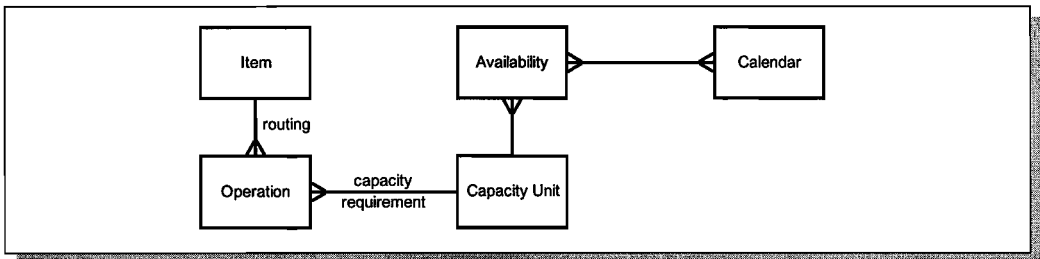 Item
Availability
Calendar
routing
Operation
capacity
requirement
Capacity Unit